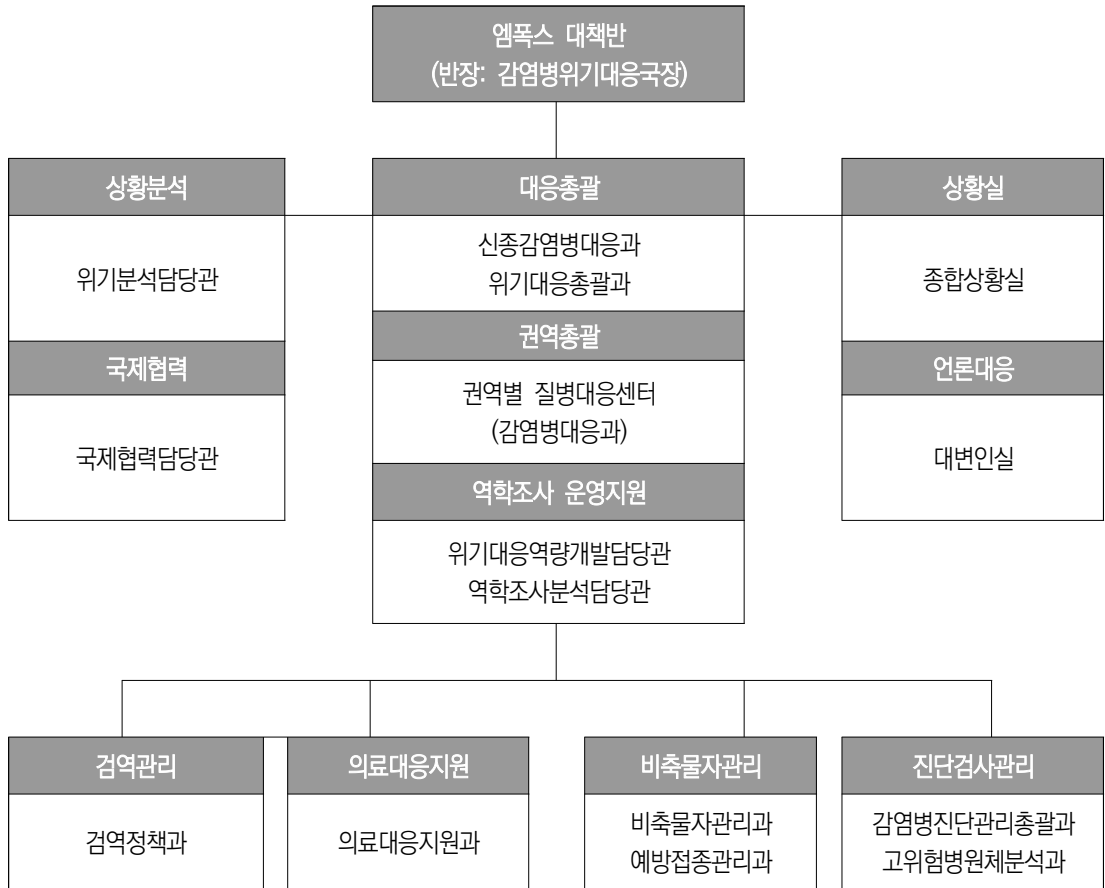 엠폭스 대책반
(반장: 감염병위기대응국장)
상황분석
위기분석담당관
국제협력
국제협력담당관
대응총괄
신종감염병대응과
위기대응총괄과
권역총괄
권역별 질병대응센터
(감염병대응과)
역학조사 운영지원
위기대응역량개발담당관
역학조사분석담당관
상황실
종합상황실
언론대응
대변인실
검역관리
검역정책과
의료대응지원
의료대응지원과
비축물자관리
비축물자관리과
예방접종관리과
진단검사관리
감염병진단관리총괄과
고위험병원체분석과